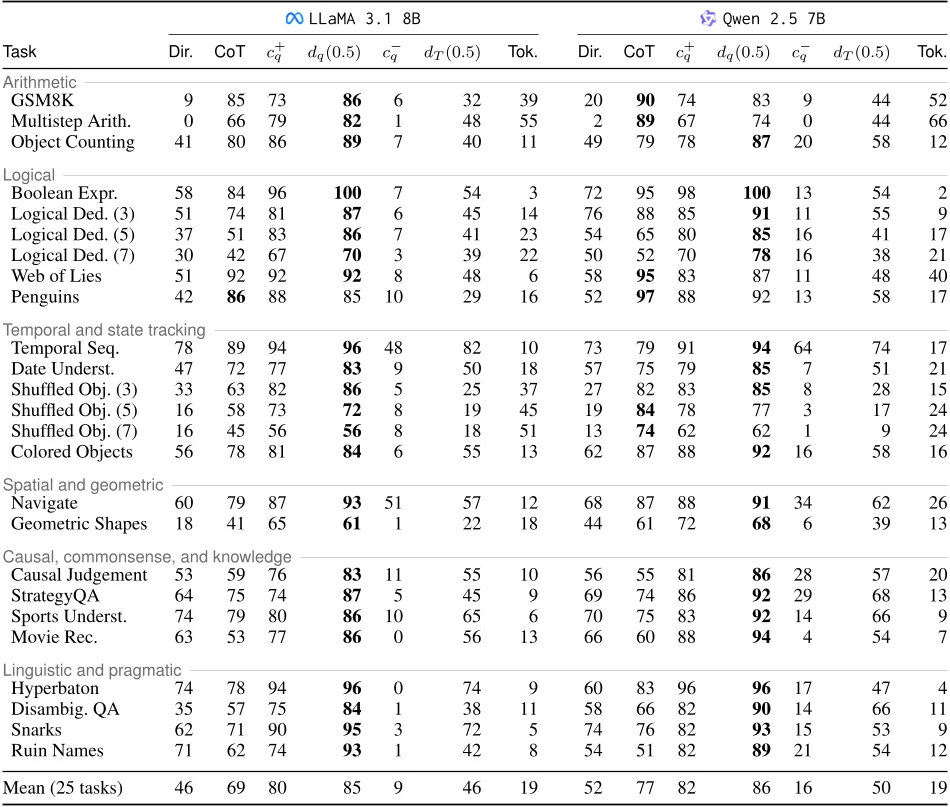 LLaMA 3.1 8B Qwen 2.5 7B
Task Dir. CoT c_q^+ d_q(0.5) c_q^- d_T(0.5) Tok. Dir. CoT c_q^+ d_q(0.5) c_q^- d_T(0.5) Tok.
Arithmetic
GSM8K 9 85 73 86 6 32 39 20 90 74 83 9 44 52
Multistep Arith. 0 66 79 82 1 48 55 2 89 67 74 0 44 66
Object Counting 41 80 86 89 7 40 11 49 79 78 87 20 58 12
Logical
Boolean Expr. 58 84 96 100 7 54 3 72 95 98 100 13 54 2
Logical Ded. (3) 51 74 81 87 6 45 14 76 88 85 91 11 55 9
Logical Ded. (5) 37 51 83 86 7 41 23 54 65 80 85 16 41 17
Logical Ded. (7) 30 42 67 70 3 39 22 50 52 70 78 16 38 21
Web of Lies 51 92 92 92 8 48 6 58 95 83 87 11 48 40
Penguins 42 86 88 85 10 29 16 52 97 88 92 13 58 17
Temporal and state tracking
Temporal Seq. 78 89 94 96 48 82 10 73 79 91 94 64 74 17
Date Underst. 47 72 77 83 9 50 18 57 75 79 85 7 51 21
Shuffled Obj. (3) 33 63 82 86 5 25 37 27 82 83 85 8 28 15
Shuffled Obj. (5) 16 58 73 72 8 19 45 19 84 78 77 3 17 24
Shuffled Obj. (7) 16 45 56 56 8 18 51 13 74 62 62 1 9 24
Colored Objects 56 78 81 84 6 55 13 62 87 88 92 16 58 16
Spatial and geometric
Navigate 60 79 87 93 51 57 12 68 87 88 91 34 62 26
Geometric Shapes 18 41 65 61 1 22 18 44 61 72 68 6 39 13
Causal, commonsense, and knowledge
Causal Judgement 53 59 76 83 11 55 10 56 55 81 86 28 57 20
StrategyQA 64 75 74 87 5 45 9 69 74 86 92 29 68 13
Sports Underst. 74 79 80 86 10 65 6 70 75 83 92 14 66 9
Movie Rec. 63 53 77 86 0 56 13 66 60 88 94 4 54 7
Linguistic and pragmatic
Hyperbaton 74 78 94 96 0 74 9 60 83 96 96 17 47 4
Disambig. QA 35 57 75 84 1 38 11 58 66 82 90 14 66 11
Snarks 62 71 90 95 3 72 5 74 76 82 93 15 53 9
Ruin Names 71 62 74 93 1 42 8 54 51 82 89 21 54 12
Mean (25 tasks) 46 69 80 85 9 46 19 52 77 82 86 16 50 19